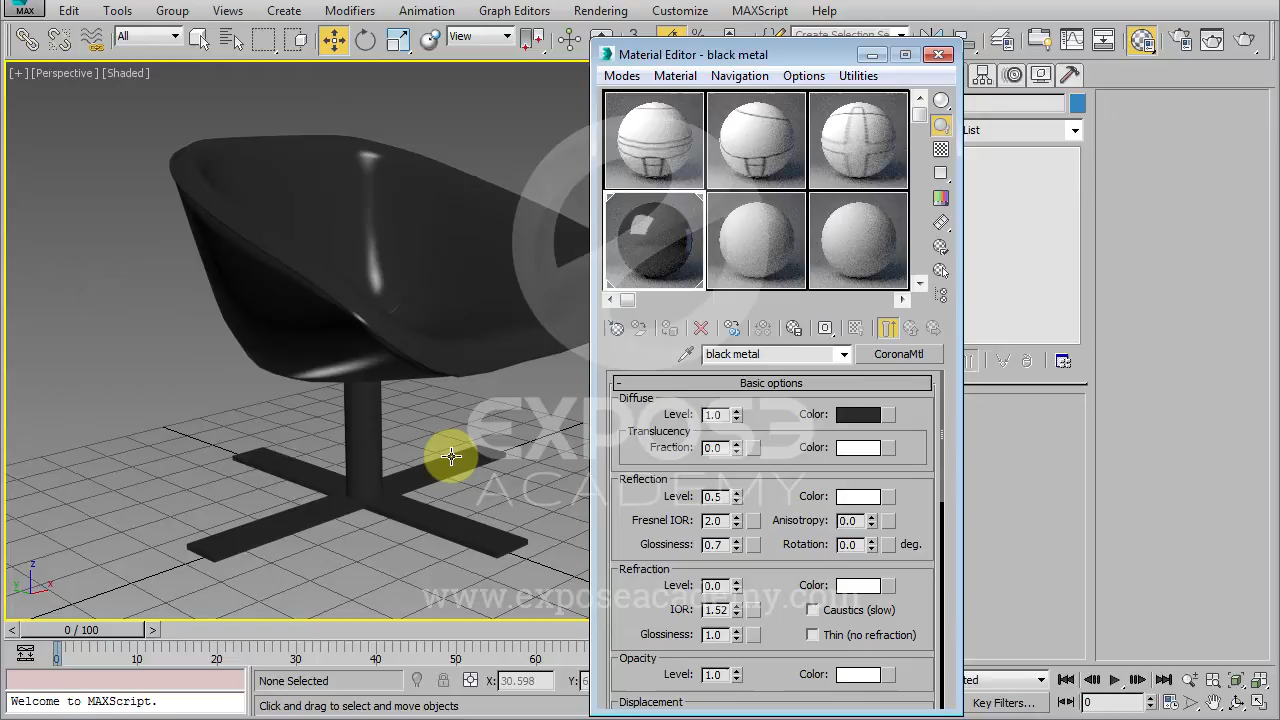 MAX Edit Tools Group Views Create Modifiers Animation Graph Editors Rendering Customize MAXScript Help
All View 3 % Create Selection Se
[+][Perspective][Shaded]
Material Editor - black metal
Modes Material Navigation Options Utilities
List
black metal CoronaMtl
- Basic options
Diffuse
Level: 1.0 Color:
Translucency
Fraction: 0.0 Color:
EXPOSE
ACADEMY
Reflection
Level: 0.5 Color:
Fresnel IOR: 2.0 Anisotropy: 0.0
Glossiness: 0.7 Rotation: 0.0 deg.
Refraction
Level: 0.0 Color:
www.exposeacademy.com
IOR: 1.52 Caustics (slow)
Glossiness: 1.0 Thin (no refraction)
Opacity
Level: 1.0 Color:
Displacement
z
y x
< 0 / 100 >
0 10 20 30 40 50 60
None Selected X: 30.598 Y: 6
Welcome to MAXScript. Click and drag to select and move objects
ted
Key Filters... 0